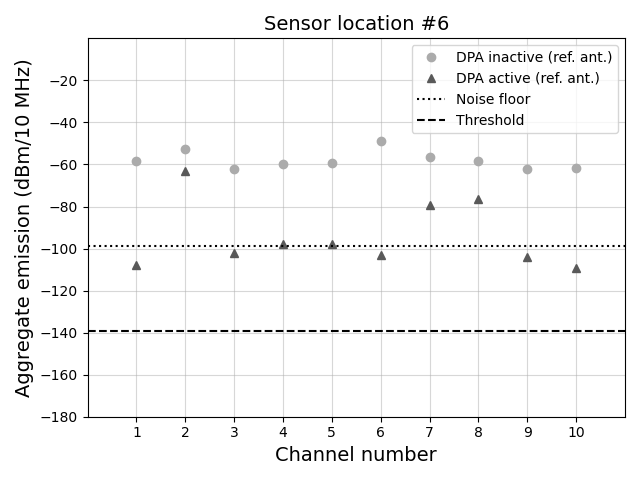 Sensor location #6
DPA inactive (ref. ant.)
DPA active (ref. ant.)
Noise floor
Threshold
Aggregate emission (dBm/10 MHz)
−20
−40
−60
−80
−100
−120
−140
−160
−180
1 2 3 4 5 6 7 8 9 10
Channel number